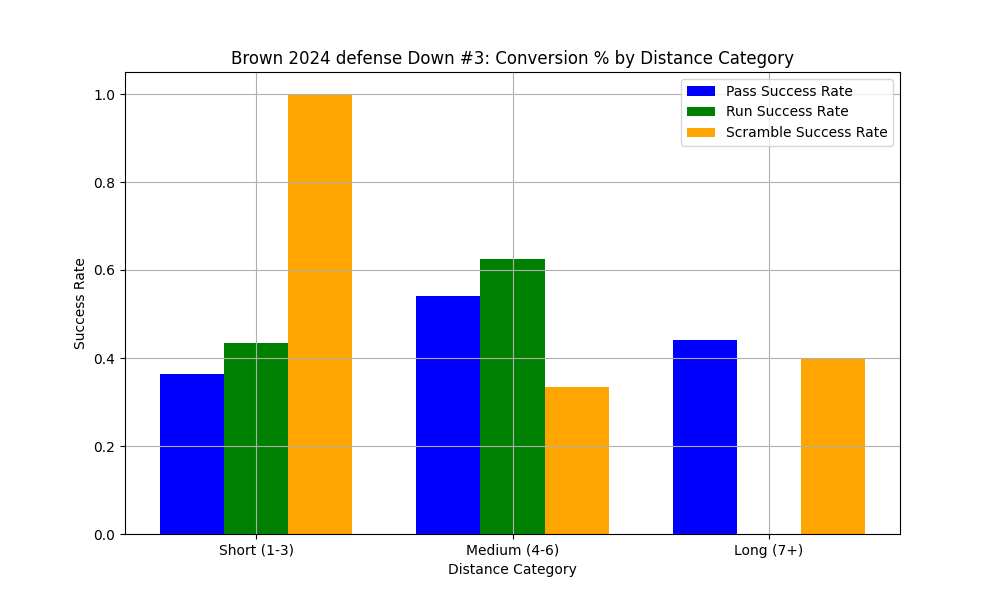 Brown 2024 defense Down #3: Conversion % by Distance Category
Pass Success Rate
Run Success Rate
Scramble Success Rate
1.0
0.8
0.6
0.4
0.2
0.0
Success Rate
Short (1-3)
Medium (4-6)
Long (7+)
Distance Category